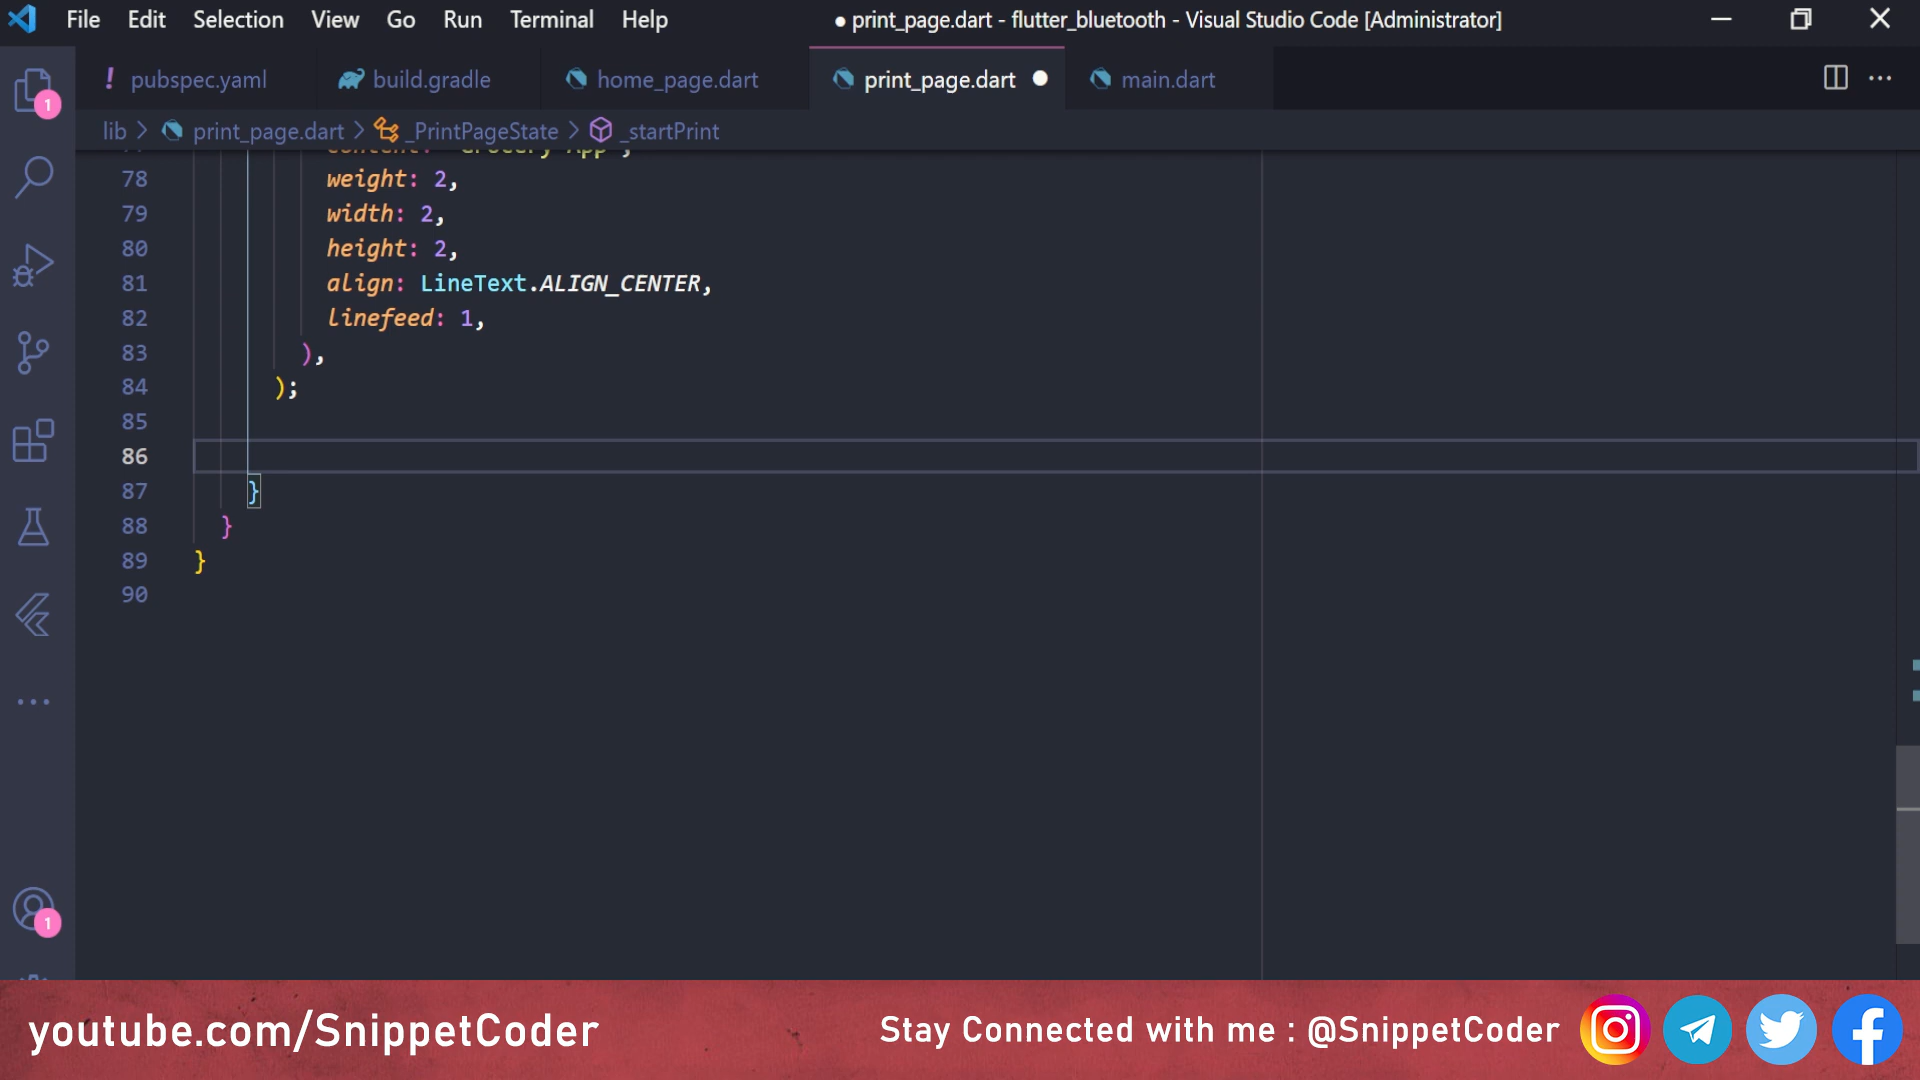 File Edit Selection View Go Run Terminal Help
● print_page.dart - flutter_bluetooth - Visual Studio Code [Administrator]
! pubspec.yaml
build.gradle
home_page.dart
print_page.dart ●
main.dart
1
lib > print_page.dart > _PrintPageState > _startPrint
78 weight: 2,
79 width: 2,
80 height: 2,
81 align: LineText.ALIGN_CENTER,
82 linefeed: 1,
83 ),
84 );
85
86
87 }
88 }
89 }
90
1
youtube.com/SnippetCoder
Stay Connected with me : @SnippetCoder